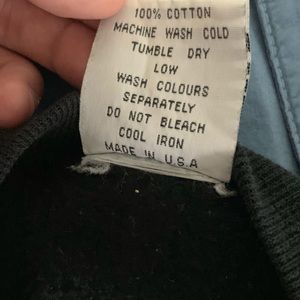 100% COTTON
MACHINE WASH COLD
TUMBLE DRY
LOW
WASH COLOURS
SEPARATELY
DO NOT BLEACH
COOL IRON
MADE IN U.S.A